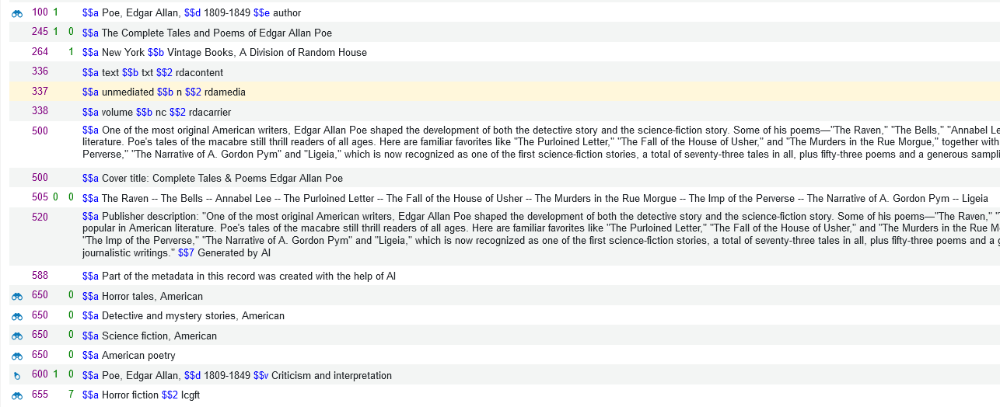 100 1 $$a Poe, Edgar Allan, $$d 1809-1849 $$e author
245 1 0 $$a The Complete Tales and Poems of Edgar Allan Poe
264 1 $$a New York $$b Vintage Books, A Division of Random House
336 $$a text $$b txt $$2 rdacontent
337 $$a unmediated $$b n $$2 rdamedia
338 $$a volume $$b nc $$2 rdacarrier
500 $$a One of the most original American writers, Edgar Allan Poe shaped the development of both the detective story and the science-fiction story. Some of his poems—"The Raven," "The Bells," "Annabel Le
literature. Poe's tales of the macabre still thrill readers of all ages. Here are familiar favorites like "The Purloined Letter," "The Fall of the House of Usher," and "The Murders in the Rue Morgue," together with
Perverse," "The Narrative of A. Gordon Pym" and "Ligeia," which is now recognized as one of the first science-fiction stories, a total of seventy-three tales in all, plus fifty-three poems and a generous sampli
500 $$a Cover title: Complete Tales & Poems Edgar Allan Poe
505 0 0 $$a The Raven -- The Bells -- Annabel Lee -- The Purloined Letter -- The Fall of the House of Usher -- The Murders in the Rue Morgue -- The Imp of the Perverse -- The Narrative of A. Gordon Pym -- Ligeia
520 $$a Publisher description: "One of the most original American writers, Edgar Allan Poe shaped the development of both the detective story and the science-fiction story. Some of his poems—"The Raven," "
popular in American literature. Poe's tales of the macabre still thrill readers of all ages. Here are familiar favorites like "The Purloined Letter," "The Fall of the House of Usher," and "The Murders in the Rue M
"The Imp of the Perverse," "The Narrative of A. Gordon Pym" and "Ligeia," which is now recognized as one of the first science-fiction stories, a total of seventy-three tales in all, plus fifty-three poems and a g
journalistic writings." $$7 Generated by AI
588 $$a Part of the metadata in this record was created with the help of AI
650 0 $$a Horror tales, American
650 0 $$a Detective and mystery stories, American
650 0 $$a Science fiction, American
650 0 $$a American poetry
600 1 0 $$a Poe, Edgar Allan, $$d 1809-1849 $$v Criticism and interpretation
655 7 $$a Horror fiction $$2 lcgft